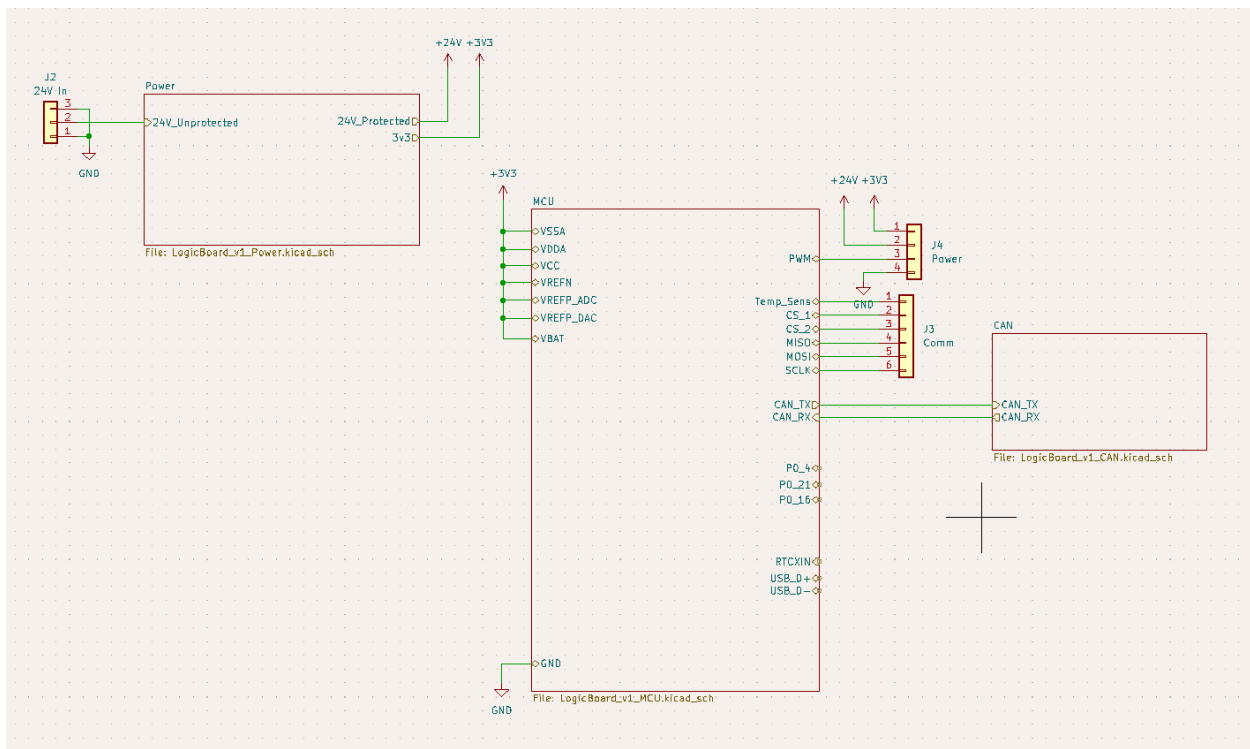 J2
24V In
3
2
1
GND
Power
24V_Unprotected
24V_Protected
3v3
File: LogicBoard_v1_Power.kicad_sch
+24V +3V3
+3V3
MCU
VSSA
VDDA
VCC
VREFN
VREFP_ADC
VREFP_DAC
VBAT
GND
GND
File: LogicBoard_v1_MCU.kicad_sch
PWM
Temp_Sens
CS_1
CS_2
MISO
MOSI
SCLK
CAN_TX
CAN_RX
P0_4
P0_21
P0_16
RTCXIN
USB_D+
USB_D-
+24V +3V3
1
2
3
4
J4
Power
GND
1
2
3
4
5
6
J3
Comm
CAN
CAN_TX
CAN_RX
File: LogicBoard_v1_CAN.kicad_sch